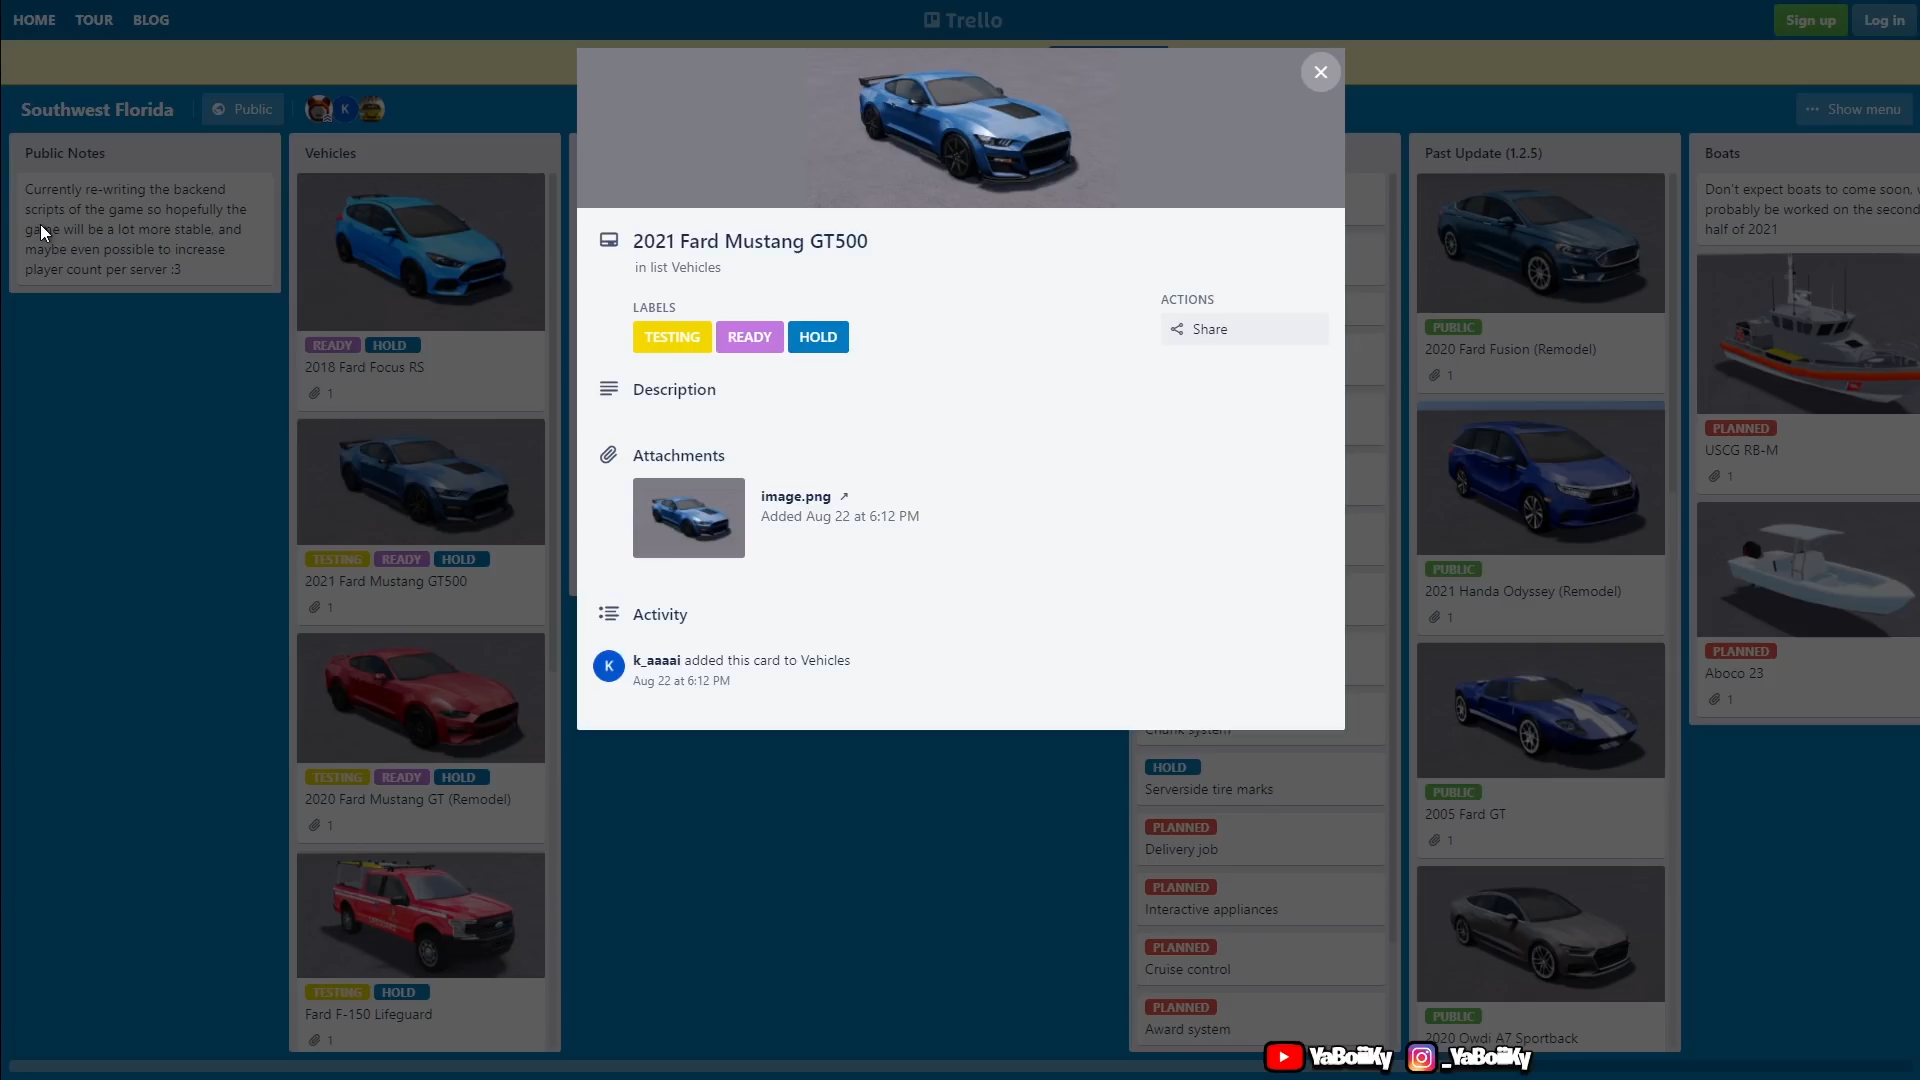 HOME TOUR BLOG
Trello
Sign up Log in
Southwest Florida
Public
K
Show menu
Public Notes
Currently re-writing the backend
scripts of the game so hopefully the
game will be a lot more stable, and
maybe even possible to increase
player count per server :3
Vehicles
READY HOLD
2018 Fard Focus RS
1
TESTING READY HOLD
2021 Fard Mustang GT500
1
TESTING READY HOLD
2020 Fard Mustang GT (Remodel)
1
TESTING HOLD
Fard F-150 Lifeguard
1
2021 Fard Mustang GT500
in list Vehicles
LABELS
TESTING READY HOLD
ACTIONS
Share
Description
Attachments
image.png
Added Aug 22 at 6:12 PM
Activity
K
k_aaaai added this card to Vehicles
Aug 22 at 6:12 PM
Chunk system
HOLD
Serverside tire marks
PLANNED
Delivery job
PLANNED
Interactive appliances
PLANNED
Cruise control
PLANNED
Award system
Past Update (1.2.5)
PUBLIC
2020 Fard Fusion (Remodel)
1
PUBLIC
2021 Handa Odyssey (Remodel)
1
PUBLIC
2005 Fard GT
1
PUBLIC
2020 Owdi A7 Sportback
Boats
Don't expect boats to come soon,
probably be worked on the second
half of 2021
PLANNED
USCG RB-M
1
PLANNED
Aboco 23
1
YaBoiiKy _YaBoiiKy